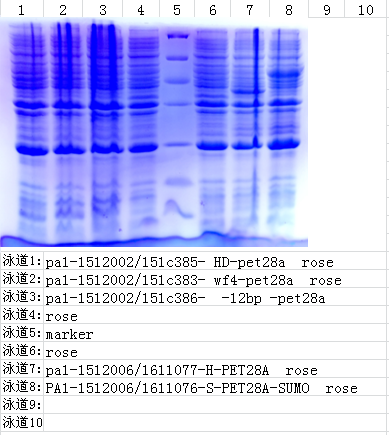 1 2 3 4 5 6 7 8 9 10
泳道1: pa1-1512002/151c385- HD-pet28a rose
泳道2: pa1-1512002/151c383- wf4-pet28a rose
泳道3: pa1-1512002/151c386- -12bp -pet28a
泳道4: rose
泳道5: marker
泳道6: rose
泳道7: pa1-1512006/1611077-H-PET28A rose
泳道8: PA1-1512006/1611076-S-PET28A-SUMO rose
泳道9:
泳道10